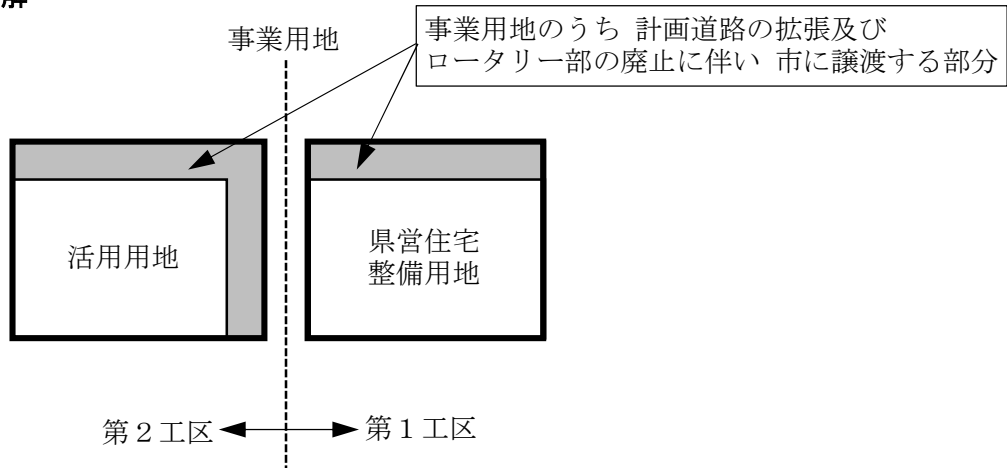 解
事業用地
事業用地のうち 計画道路の拡張及び
ロータリー部の廃止に伴い 市に譲渡する部分
活用用地
県営住宅
整備用地
第２工区
第１工区